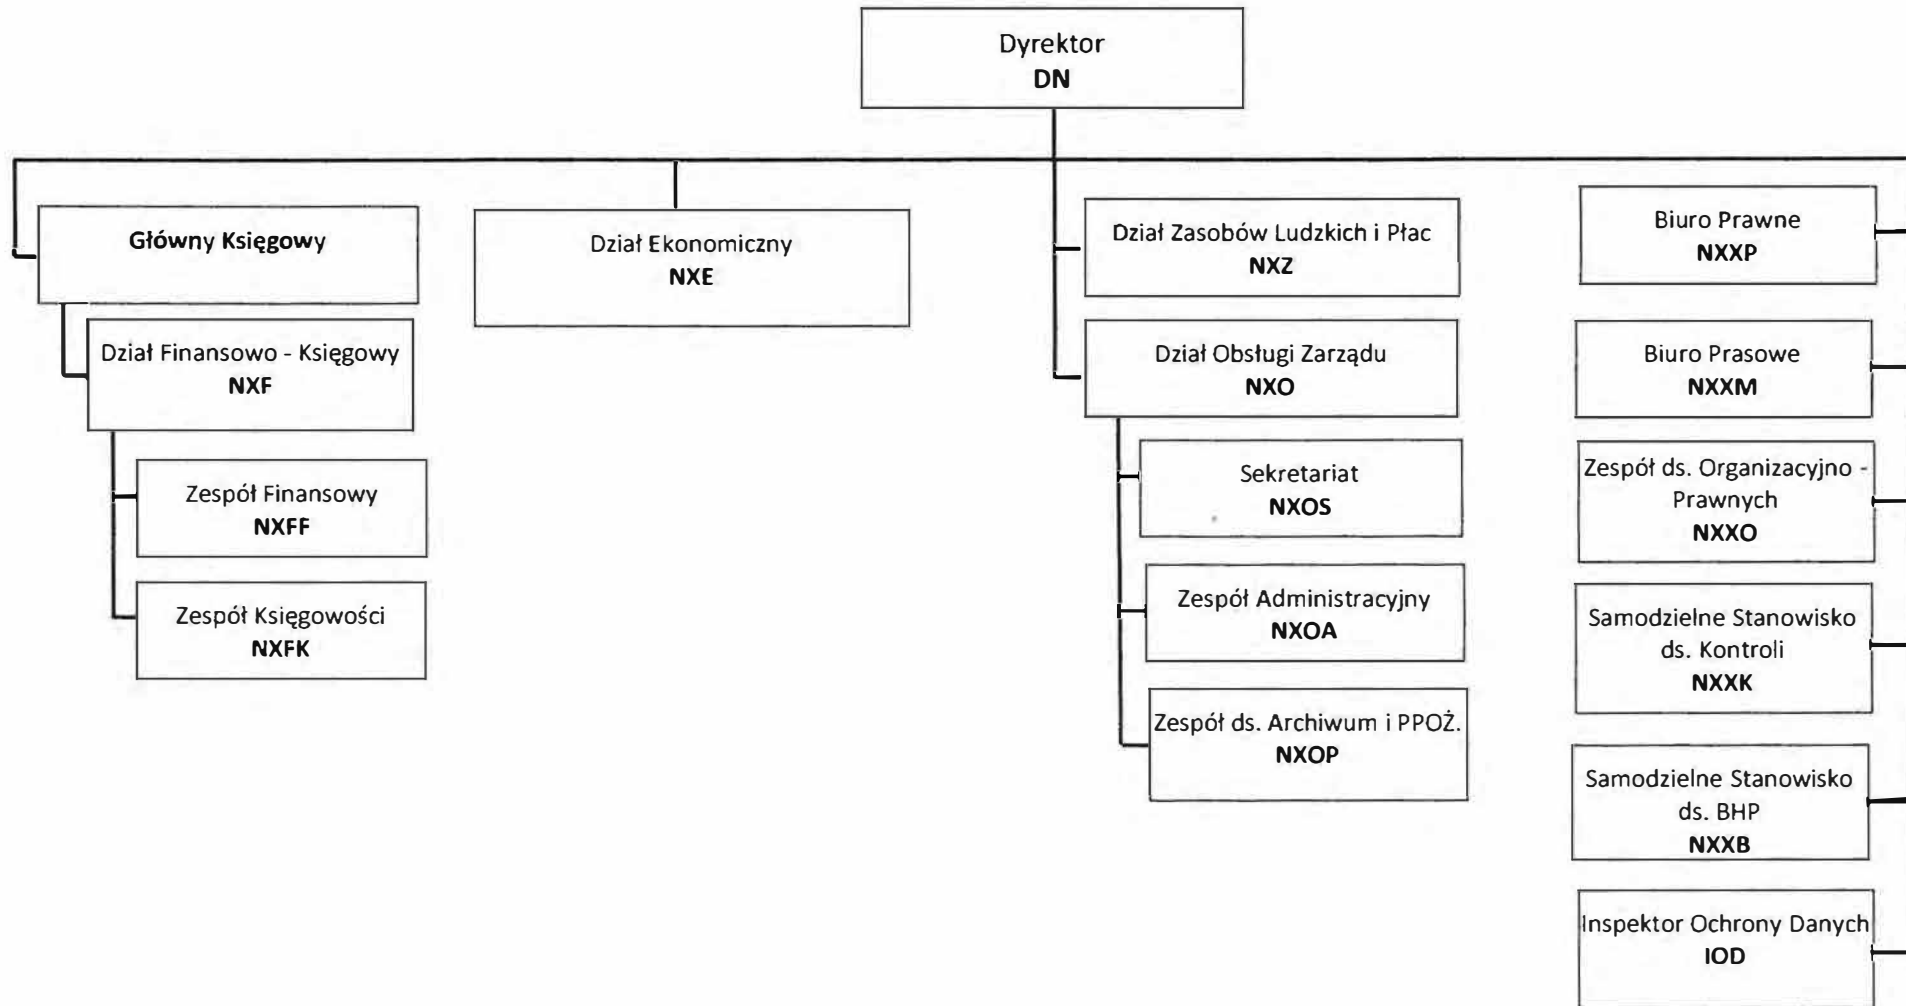 Dyrektor
DN
Główny Księgowy
Dział Finansowo - Księgowy
NXF
Zespół Finansowy
NXFF
Zespół Księgowości
NXFK
Dział Ekonomiczny
NXE
Dział Zasobów Ludzkich i Płac
NXZ
Dział Obsługi Zarządu
NXO
Sekretariat
NXOS
Zespół Administracyjny
NXOA
Zespół ds. Archiwum i PPOŻ.
NXOP
Biuro Prawne
NXXP
Biuro Prasowe
NXXM
Zespół ds. Organizacyjno -
Prawnych
NXXO
Samodzielne Stanowisko
ds. Kontroli
NXXK
Samodzielne Stanowisko
ds. BHP
NXXB
Inspektor Ochrony Danych
IOD